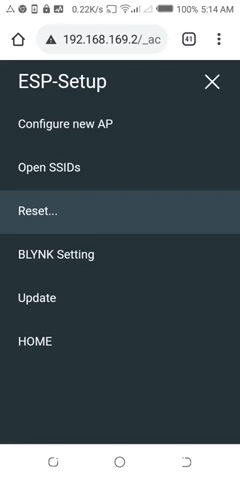 0.22K/s 100% 5:14 AM
192.168.169.2/_ac 41
ESP-Setup
Configure new AP
Open SSIDs
Reset...
BLYNK Setting
Update
HOME